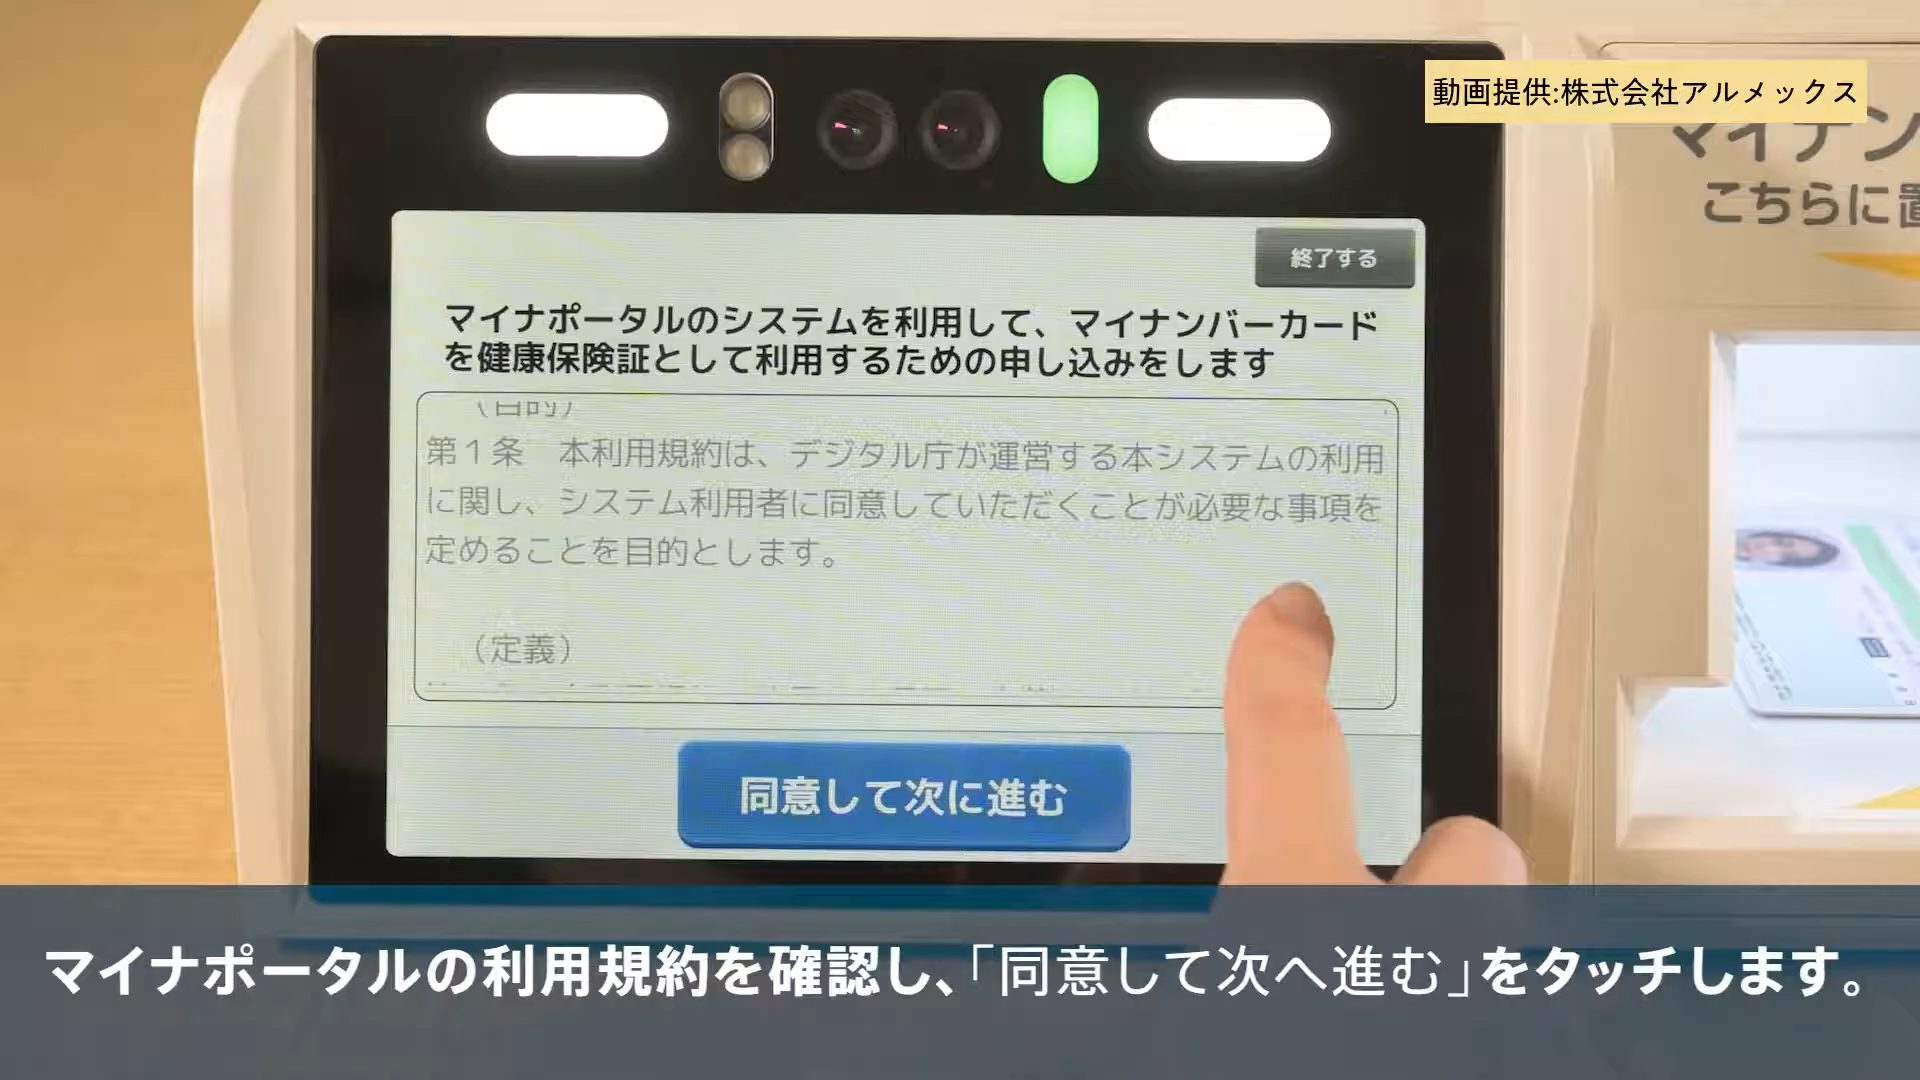 動画提供:株式会社アルメックス
マイナン
こちらに置
終了する
マイナポータルのシステムを利用して、マイナンバーカード
を健康保険証として利用するための申し込みをします
（目的）
第1条　本利用規約は、デジタル庁が運営する本システムの利用
に関し、システム利用者に同意していただくことが必要な事項を
定めることを目的とします。
（定義）
同意して次に進む
マイナポータルの利用規約を確認し、「同意して次へ進む」をタッチします。